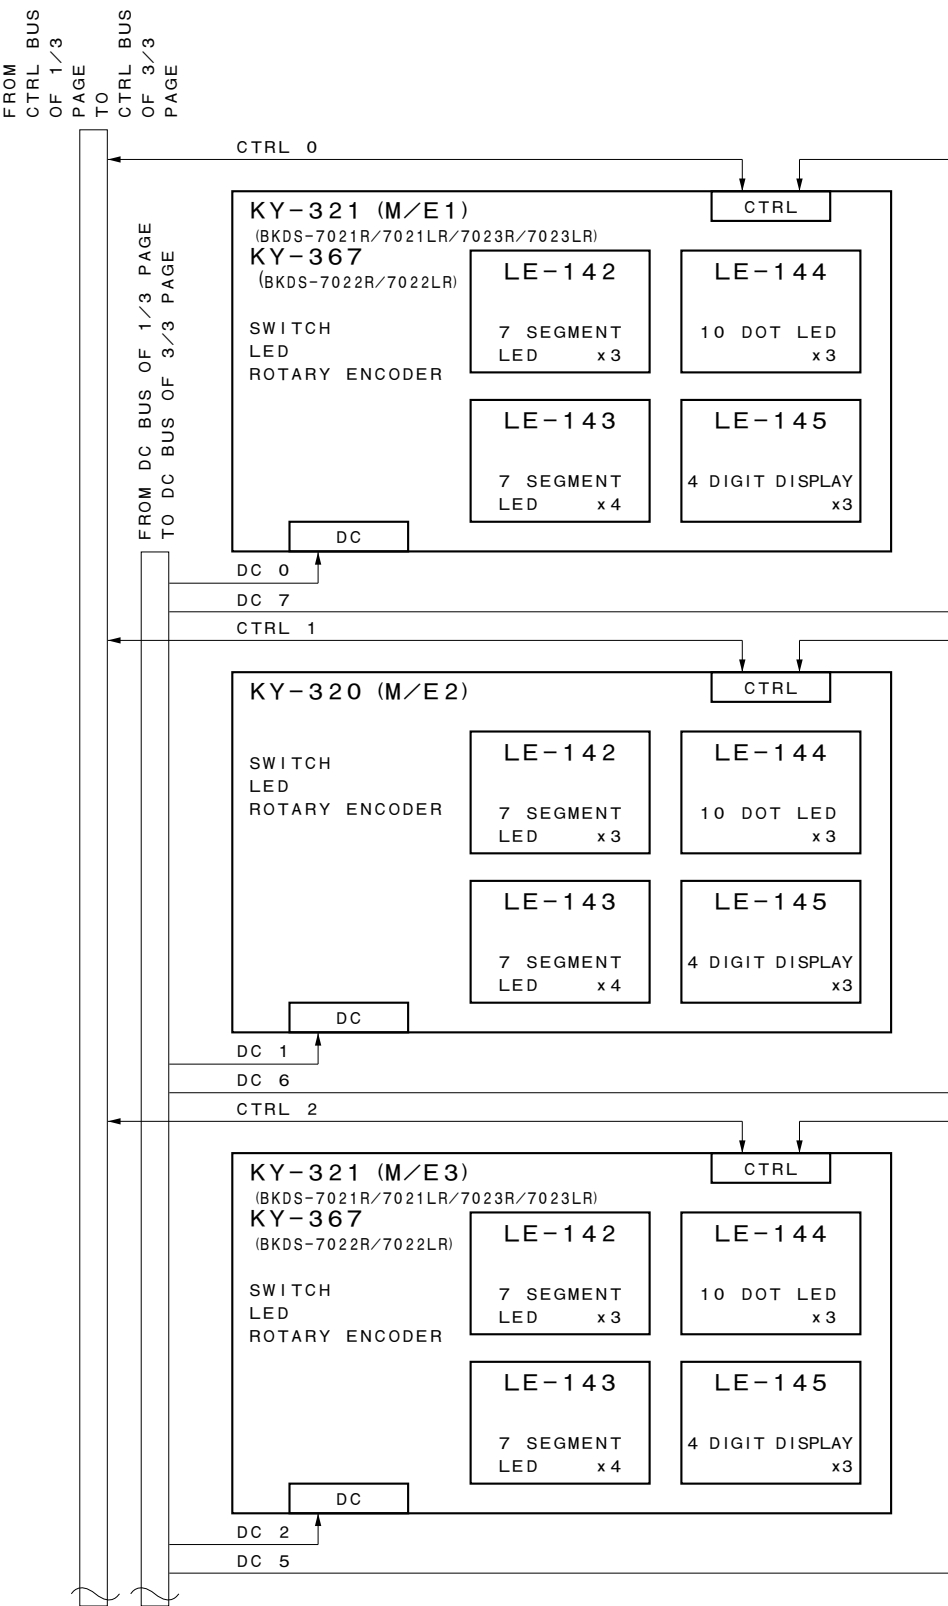 FROM
CTRL BUS
OF 1/3
PAGE
TO
CTRL BUS
OF 3/3
PAGE
CTRL 0
FROM DC BUS OF 1/3 PAGE
TO DC BUS OF 3/3 PAGE
KY-321 (M/E1)
CTRL
(BKDS-7021R/7021LR/7023R/7023LR)
KY-367
(BKDS-7022R/7022LR)
SWITCH
LED
ROTARY ENCODER
LE-142
7 SEGMENT
LED x3
LE-144
10 DOT LED
x3
LE-143
7 SEGMENT
LED x4
LE-145
4 DIGIT DISPLAY
x3
DC
DC 0
DC 7
CTRL 1
KY-320 (M/E2)
CTRL
SWITCH
LED
ROTARY ENCODER
LE-142
7 SEGMENT
LED x3
LE-144
10 DOT LED
x3
LE-143
7 SEGMENT
LED x4
LE-145
4 DIGIT DISPLAY
x3
DC
DC 1
DC 6
CTRL 2
KY-321 (M/E3)
CTRL
(BKDS-7021R/7021LR/7023R/7023LR)
KY-367
(BKDS-7022R/7022LR)
SWITCH
LED
ROTARY ENCODER
LE-142
7 SEGMENT
LED x3
LE-144
10 DOT LED
x3
LE-143
7 SEGMENT
LED x4
LE-145
4 DIGIT DISPLAY
x3
DC
DC 2
DC 5